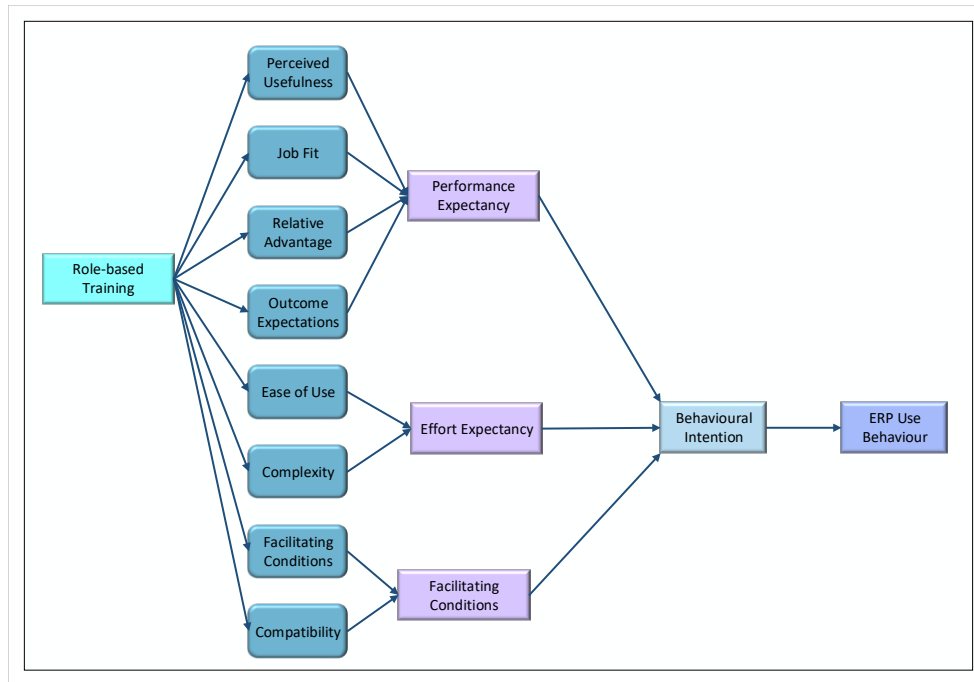 Perceived
Usefulness
Job Fit
Performance
Expectancy
Relative
Advantage
Role-based
Training
Outcome
Expectations
Ease of Use
Effort Expectancy
Behavioural
Intention
ERP Use
Behaviour
Complexity
Facilitating
Conditions
Facilitating
Conditions
Compatibility